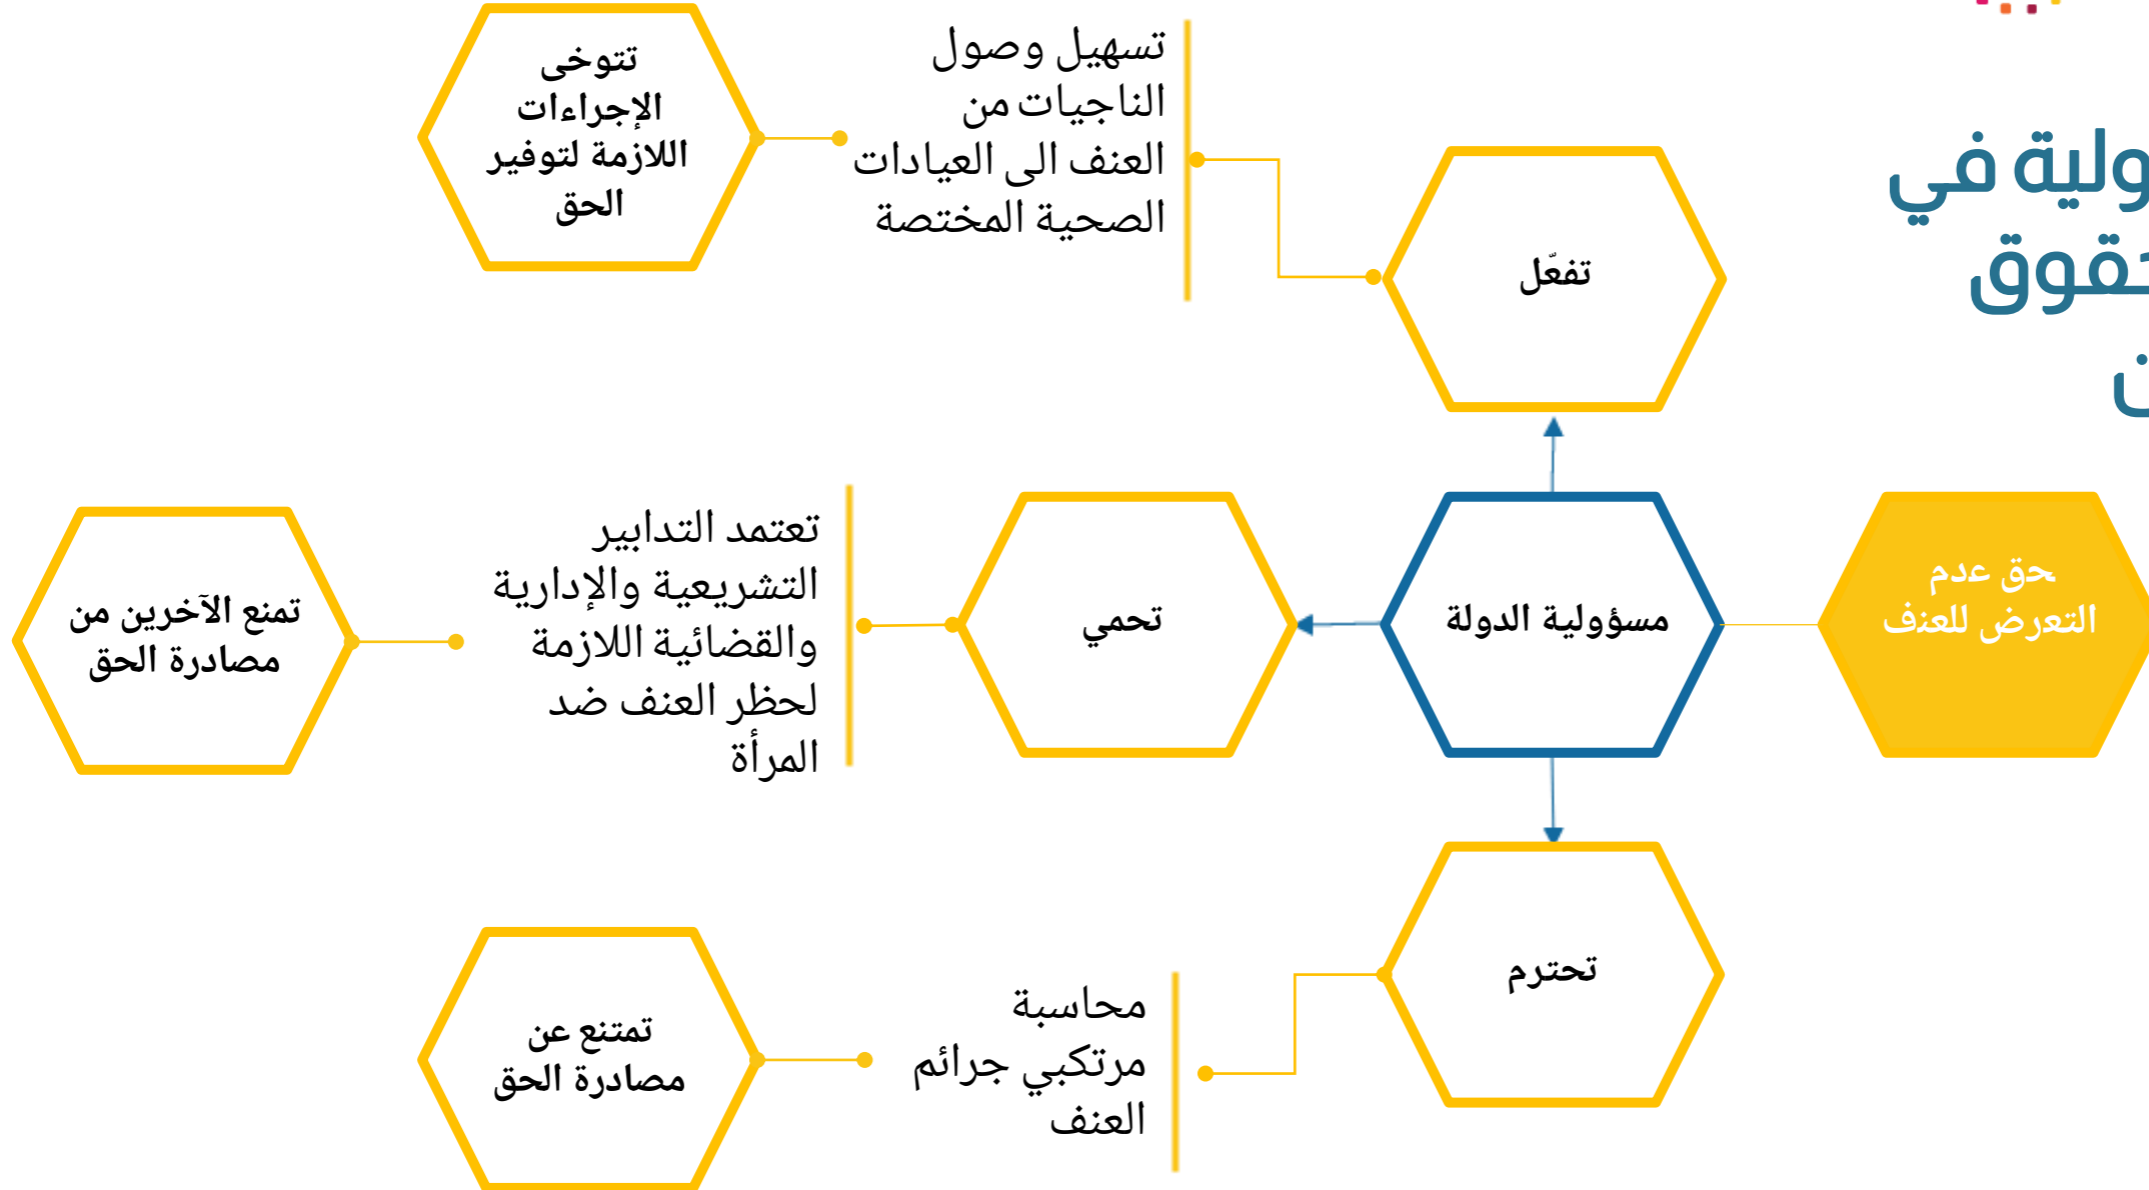 في
تفعّل
تسهيل وصول
الناجيات من
العنف الى العيادات
الصحية المختصة
تتوخى
الإجراءات
اللازمة لتوفير
الحق
حق عدم
التعرض للعنف
مسؤولية الدولة
تحمي
تعتمد التدابير
التشريعية والإدارية
والقضائية اللازمة
لحظر العنف ضد
المرأة
تمنع الآخرين من
مصادرة الحق
تحترم
محاسبة
مرتكبي جرائم
العنف
تمتنع عن
مصادرة الحق